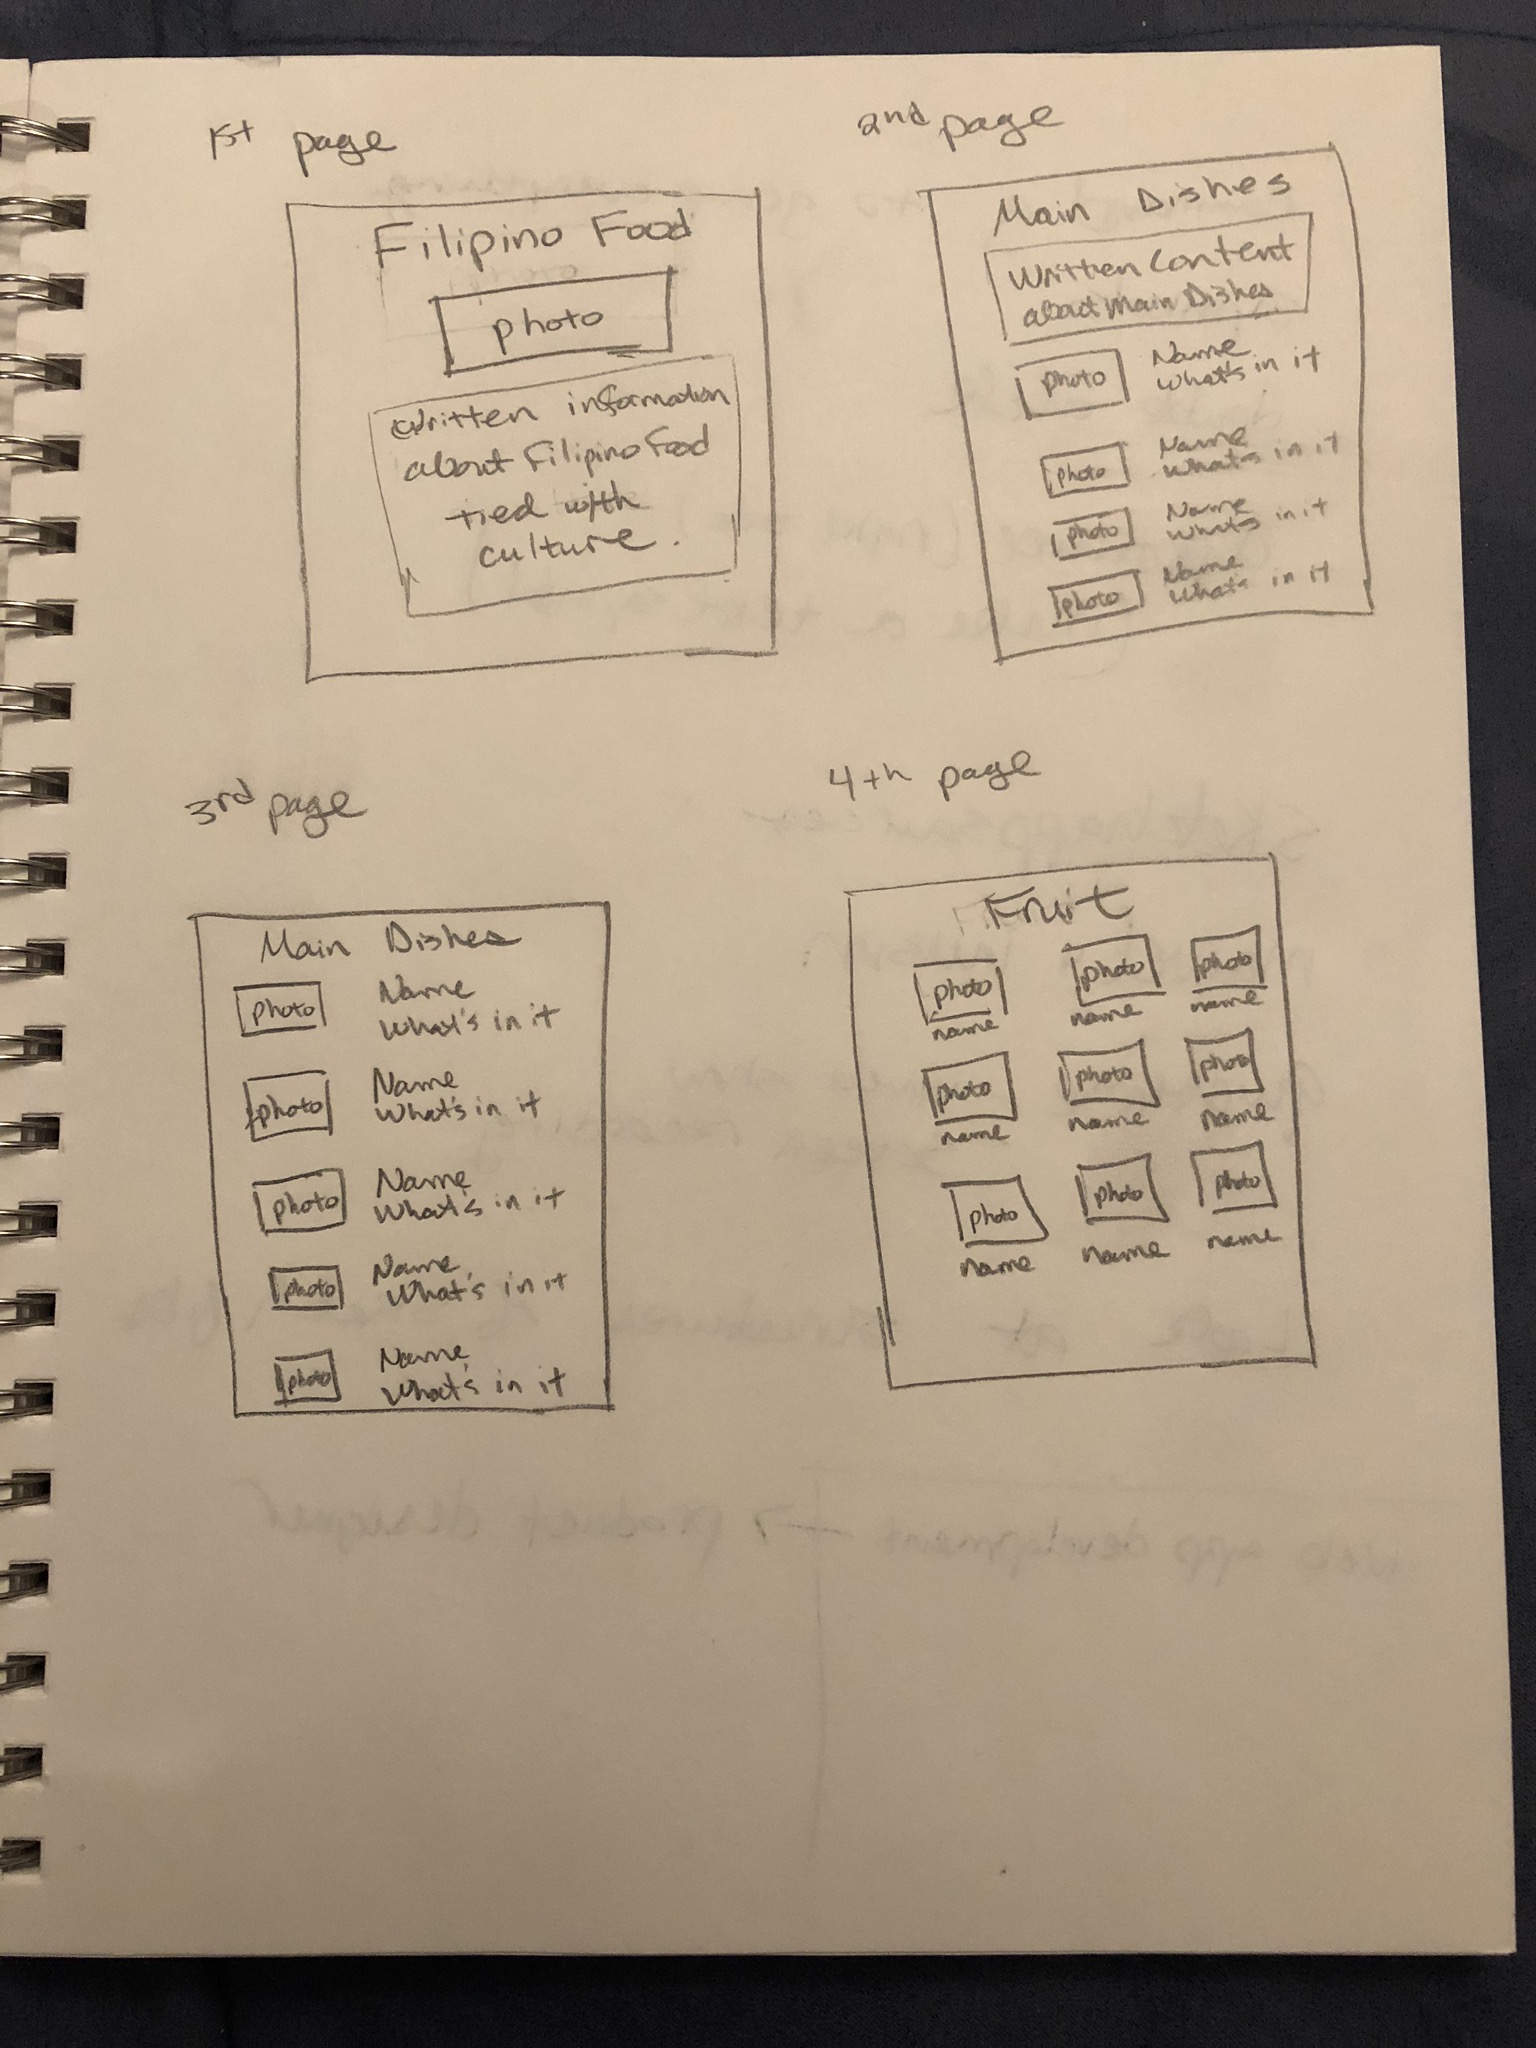 1st page
Filipino Food
photo
written information
about Filipino Food
tied with
culture.
2nd page
Main Dishes
Written Content
about Main Dishes
photo
Name
What's in it
photo
Name
What's in it
photo
Name
What's in it
photo
Name
What's in it
3rd page
Main Dishes
photo
Name
What's in it
photo
Name
What's in it
photo
Name
What's in it
photo
Name
What's in it
photo
Name
What's in it
4th page
Fruit
photo photo photo
name name name
photo photo photo
name name name
photo photo photo
name name name